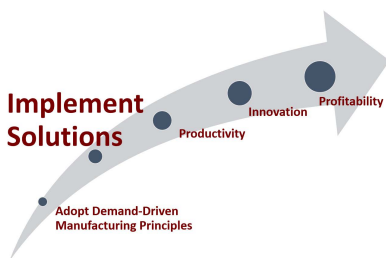 Implement
Solutions
Profitability
Innovation
Productivity
Adopt Demand-Driven
Manufacturing Principles